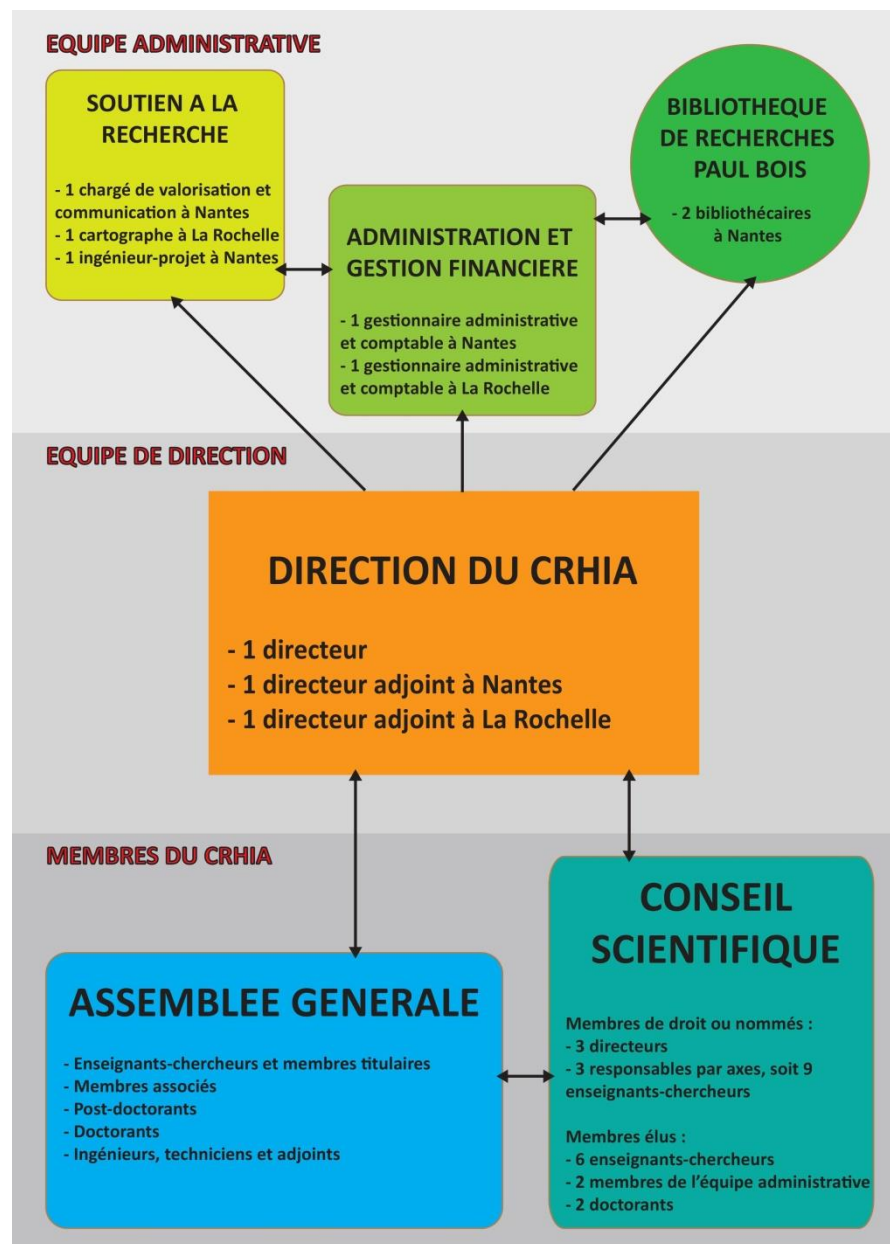 EQUIPE ADMINISTRATIVE
SOUTIEN A LA
RECHERCHE
- 1 chargé de valorisation et
communication à Nantes
- 1 cartographe à La Rochelle
- 1 ingénieur-projet à Nantes
ADMINISTRATION ET
GESTION FINANCIERE
- 1 gestionnaire administrative
et comptable à Nantes
- 1 gestionnaire administrative
et comptable à La Rochelle
BIBLIOTHEQUE
DE RECHERCHES
PAUL BOIS
- 2 bibliothécaires
à Nantes
EQUIPE DE DIRECTION
DIRECTION DU CRHIA
- 1 directeur
- 1 directeur adjoint à Nantes
- 1 directeur adjoint à La Rochelle
MEMBRES DU CRHIA
ASSEMBLEE GENERALE
- Enseignants-chercheurs et membres titulaires
- Membres associés
- Post-doctorants
- Doctorants
- Ingénieurs, techniciens et adjoints
CONSEIL
SCIENTIFIQUE
Membres de droit ou nommés :
- 3 directeurs
- 3 responsables par axes, soit 9
enseignants-chercheurs
Membres élus :
- 6 enseignants-chercheurs
- 2 membres de l'équipe administrative
- 2 doctorants